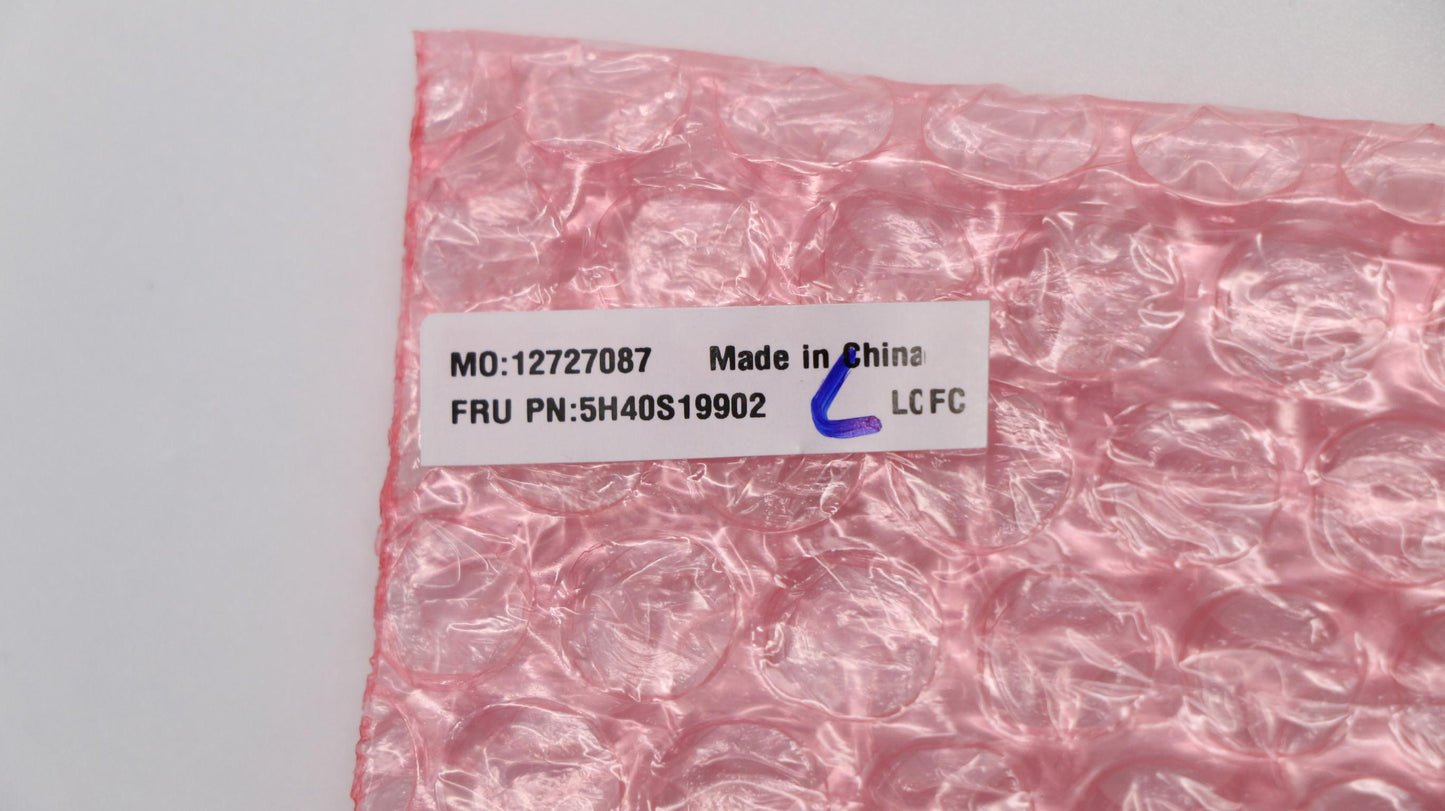 MO:12727087 Made in China
FRU PN:5H40S19902 LCFC